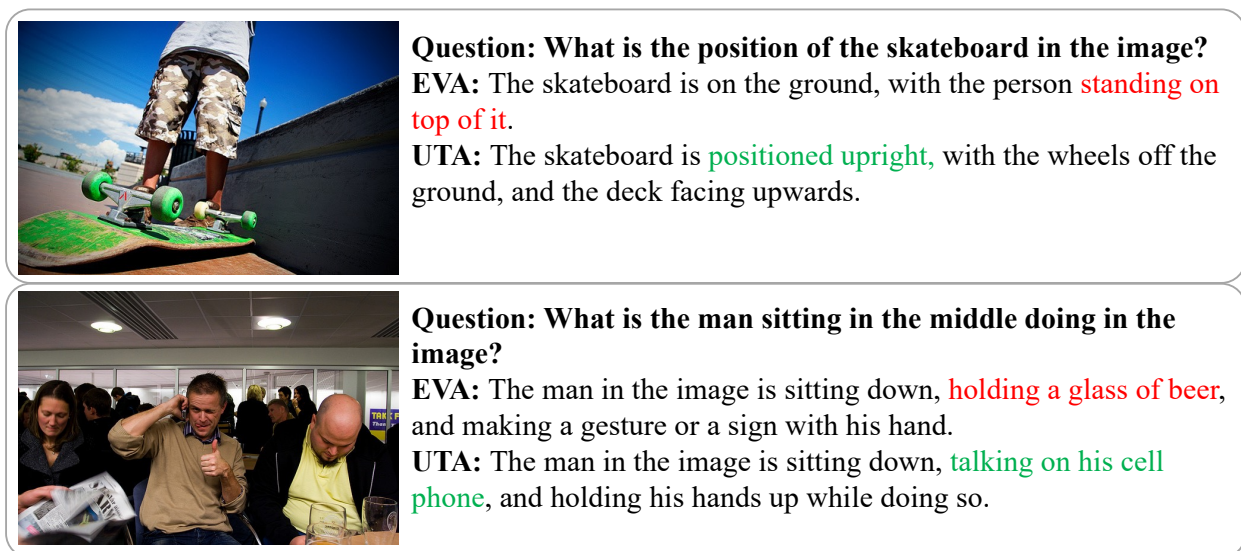 Question: What is the position of the skateboard in the image?
EVA: The skateboard is on the ground, with the person standing on
top of it.
UTA: The skateboard is positioned upright, with the wheels off the
ground, and the deck facing upwards.
Question: What is the man sitting in the middle doing in the
image?
EVA: The man in the image is sitting down, holding a glass of beer,
and making a gesture or a sign with his hand.
UTA: The man in the image is sitting down, talking on his cell
phone, and holding his hands up while doing so.